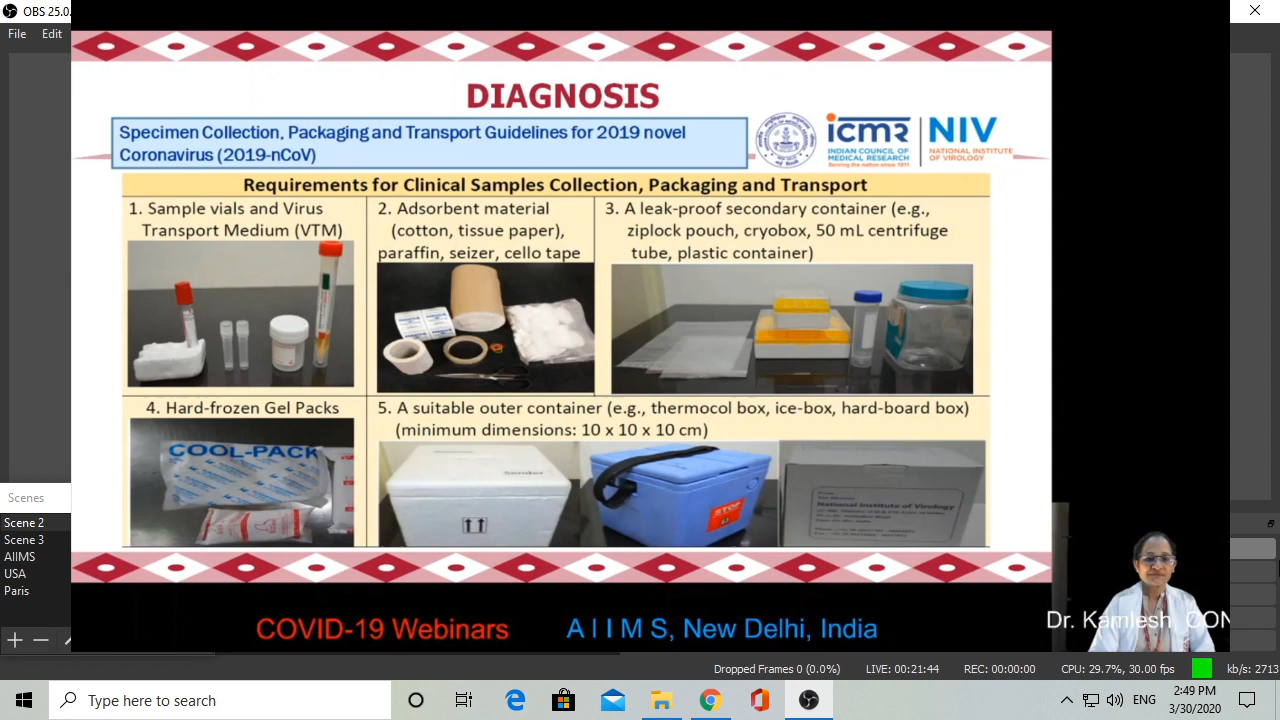 OBS 25.0.
File Edit
DIAGNOSIS
Specimen Collection, Packaging and Transport Guidelines for 2019 novel
Coronavirus (2019-nCoV)
icmr
INDIAN COUNCIL OF
MEDICAL RESEARCH
Serving the nation since 1911
NIV
NATIONAL INSTITUTE
OF VIROLOGY
Requirements for Clinical Samples Collection, Packaging and Transport
1. Sample vials and Virus
Transport Medium (VTM)
2. Adsorbent material
(cotton, tissue paper),
paraffin, seizer, cello tape
3. A leak-proof secondary container (e.g.,
ziplock pouch, cryobox, 50 mL centrifuge
tube, plastic container)
4. Hard-frozen Gel Packs
COOL-PACK
5. A suitable outer container (e.g., thermocol box, ice-box, hard-board box)
(minimum dimensions: 10 x 10 x 10 cm)
STOP
National Institute of Virology
Scenes
Scene 2
Scene 3
AIIMS
USA
Paris
COVID-19 Webinars
A I I M S, New Delhi, India
Dr. Kamlesh, CON
Dropped Frames 0 (0.0%)
LIVE: 00:21:44
REC: 00:00:00
CPU: 29.7%, 30.00 fps
kb/s: 2713
Type here to search
ENG
2:49 PM
3/30/2020